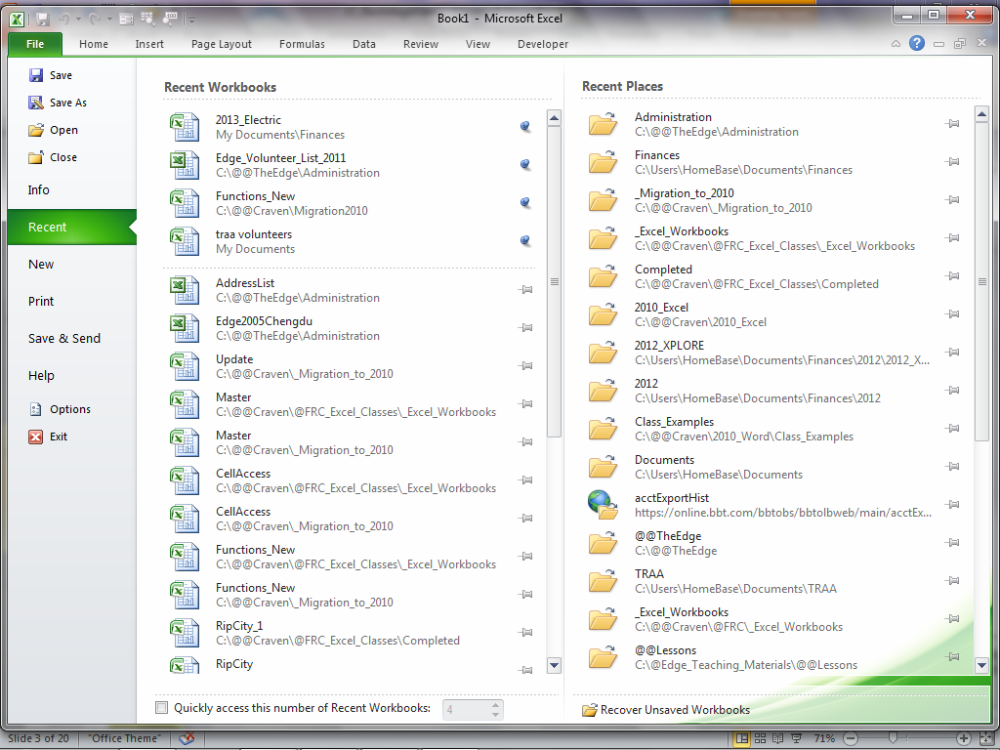 Book1 - Microsoft Excel
File Home Insert Page Layout Formulas Data Review View Developer
Save
Save As
Open
Close
Info
Recent
New
Print
Save & Send
Help
Options
Exit
Recent Workbooks
2013_Electric
My Documents\Finances
Edge_Volunteer_List_2011
C:\@@TheEdge\Administration
Functions_New
C:\@@Craven\Migration2010
traa volunteers
My Documents
AddressList
C:\@@TheEdge\Administration
Edge2005Chengdu
C:\@@TheEdge\Administration
Update
C:\@@Craven\_Migration_to_2010
Master
C:\@@Craven\@FRC_Excel_Classes\_Excel_Workbooks
Master
C:\@@Craven\_Migration_to_2010
CellAccess
C:\@@Craven\@FRC_Excel_Classes\_Excel_Workbooks
CellAccess
C:\@@Craven\_Migration_to_2010
Functions_New
C:\@@Craven\@FRC_Excel_Classes\_Excel_Workbooks
Functions_New
C:\@@Craven\_Migration_to_2010
RipCity_1
C:\@@Craven\@FRC_Excel_Classes\Completed
RipCity
Quickly access this number of Recent Workbooks: 4
Recent Places
Administration
C:\@@TheEdge\Administration
Finances
C:\Users\HomeBase\Documents\Finances
_Migration_to_2010
C:\@@Craven\_Migration_to_2010
_Excel_Workbooks
C:\@@Craven\@FRC_Excel_Classes\_Excel_Workbooks
Completed
C:\@@Craven\@FRC_Excel_Classes\Completed
2010_Excel
C:\@@Craven\2010_Excel
2012_XPLORE
C:\Users\HomeBase\Documents\Finances\2012\2012_X...
2012
C:\Users\HomeBase\Documents\Finances\2012
Class_Examples
C:\@@Craven\2010_Word\Class_Examples
Documents
C:\Users\HomeBase\Documents
acctExportHist
https://online.bbt.com/bbtobs/bbtolbweb/main/acctEx...
@@TheEdge
C:\@@TheEdge
TRAA
C:\Users\HomeBase\Documents\TRAA
_Excel_Workbooks
C:\@@Craven\@FRC\_Excel_Workbooks
@@Lessons
C:\@Edge_Teaching_Materials\@@Lessons
Recover Unsaved Workbooks
Slide 3 of 20 "Office Theme" 71%